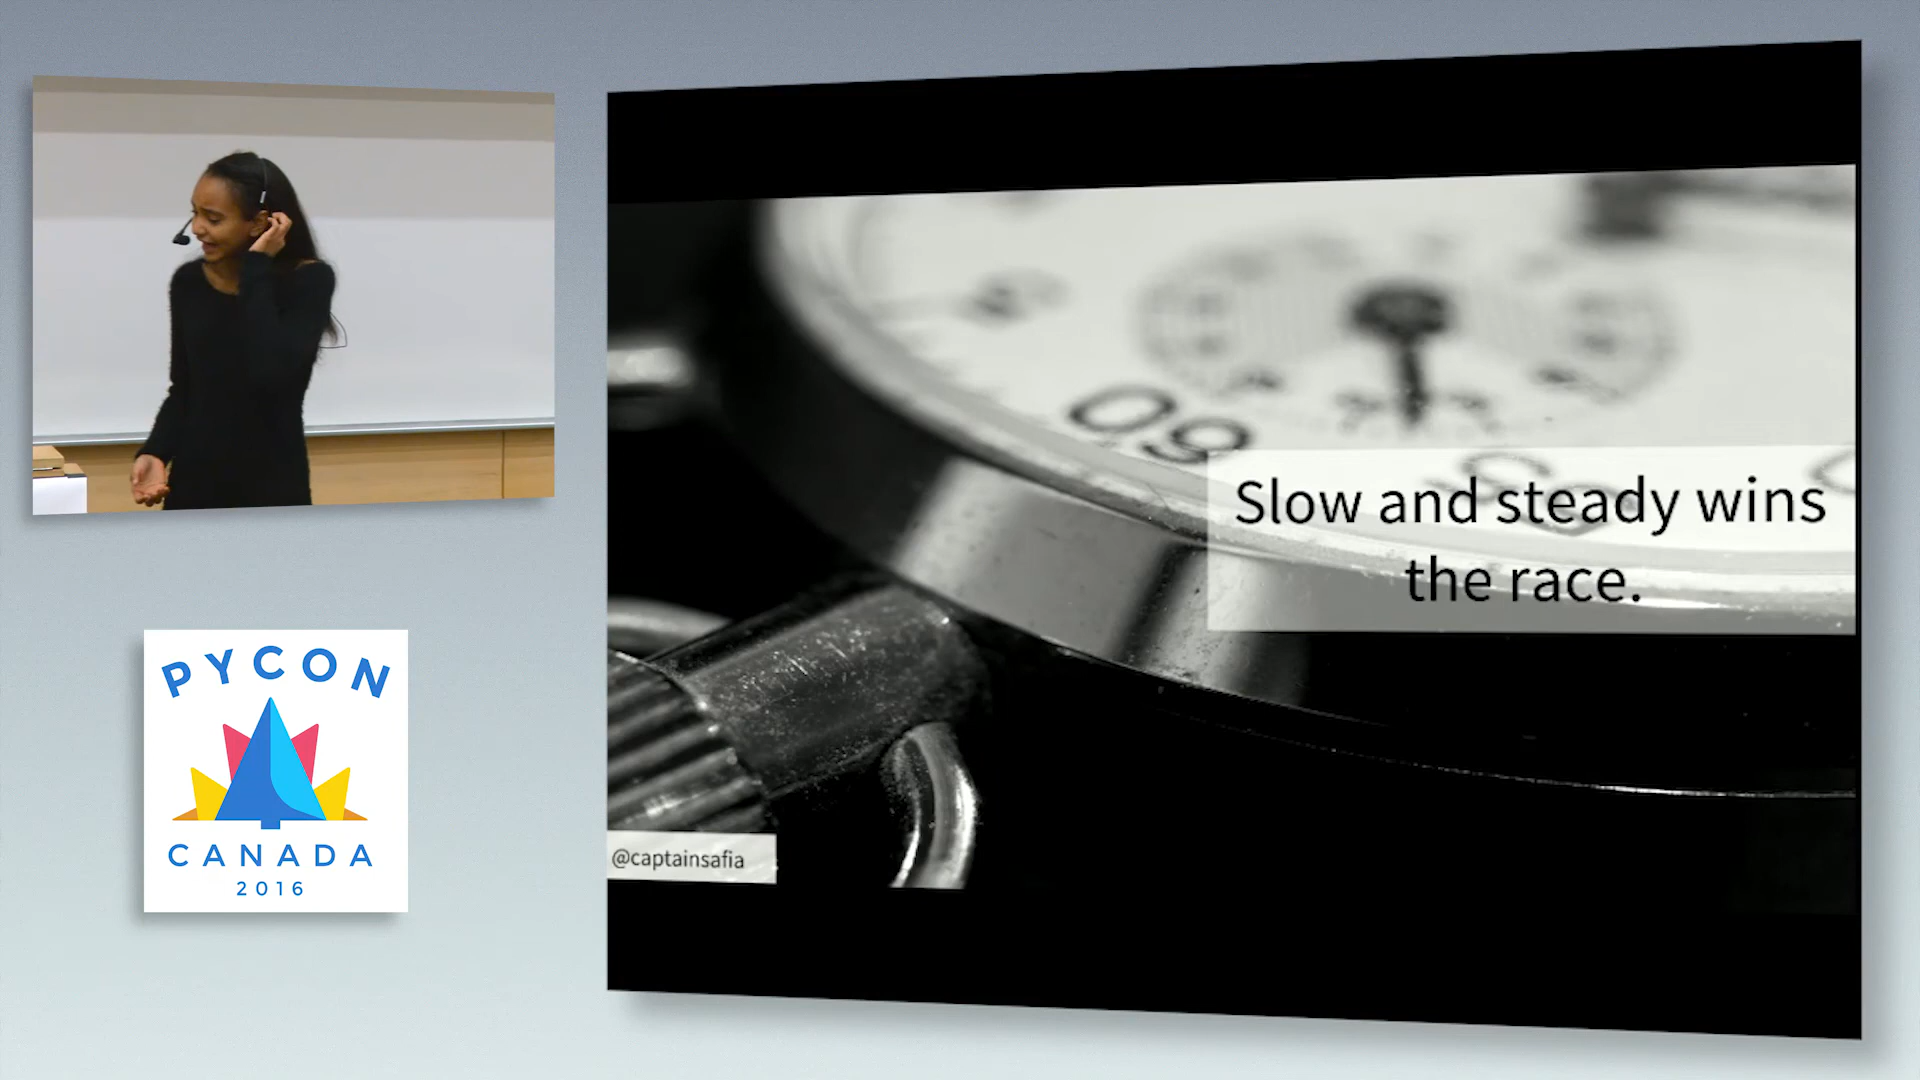 Slow and steady wins
the race.
@captainsafia
PYCON
CANADA
2016
60